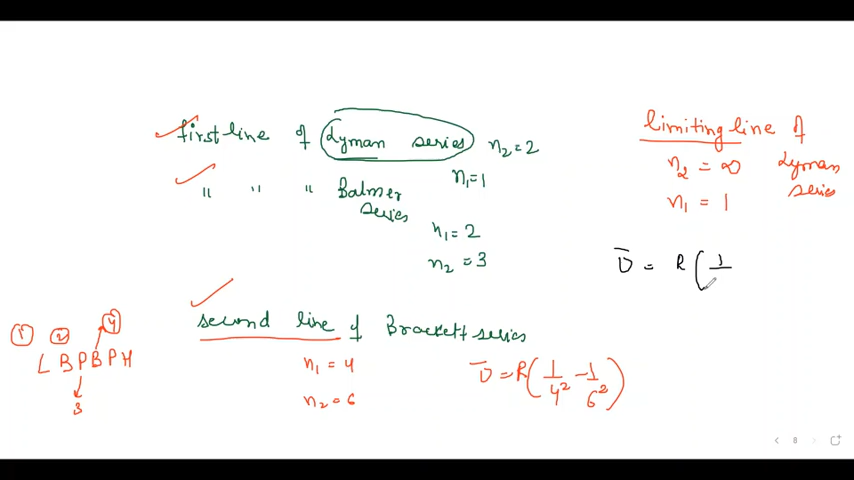 first line of Lyman series n₂ = 2
n₁ = 1
" " " Balmer series
n₁ = 2
n₂ = 3
second line of Brackett series
n₁ = 4
n₂ = 6
ν̅ = R(1/4² - 1/6²)
1 2 4
L B P B P H
3
limiting line of Lyman series
n₂ = ∞
n₁ = 1
ν̅ = R(1/
8